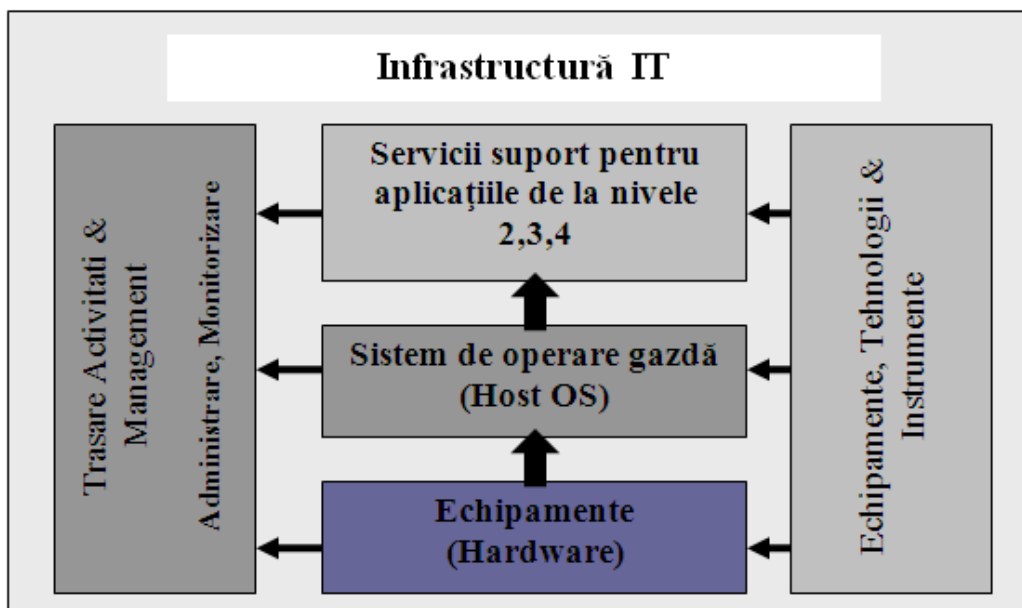 Infrastructură IT
Trasare Activitati &
Management
Administrare, Monitorizare
Servicii suport pentru
aplicațiile de la nivele
2,3,4
Sistem de operare gazdă
(Host OS)
Echipamente
(Hardware)
Echipamente, Tehnologii &
Instrumente